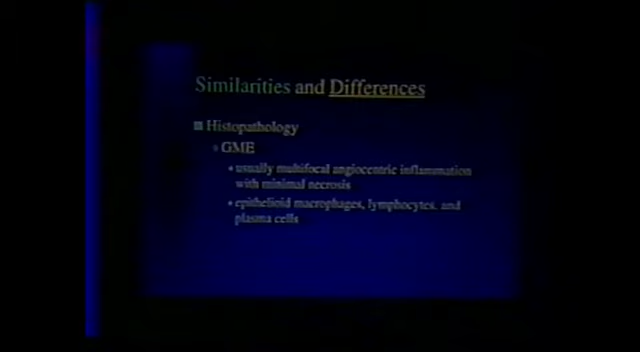 Similarities and Differences
Histopathology
GME
usually multifocal angiocentric inflammation
with minimal necrosis
epithelioid macrophages, lymphocytes, and
plasma cells